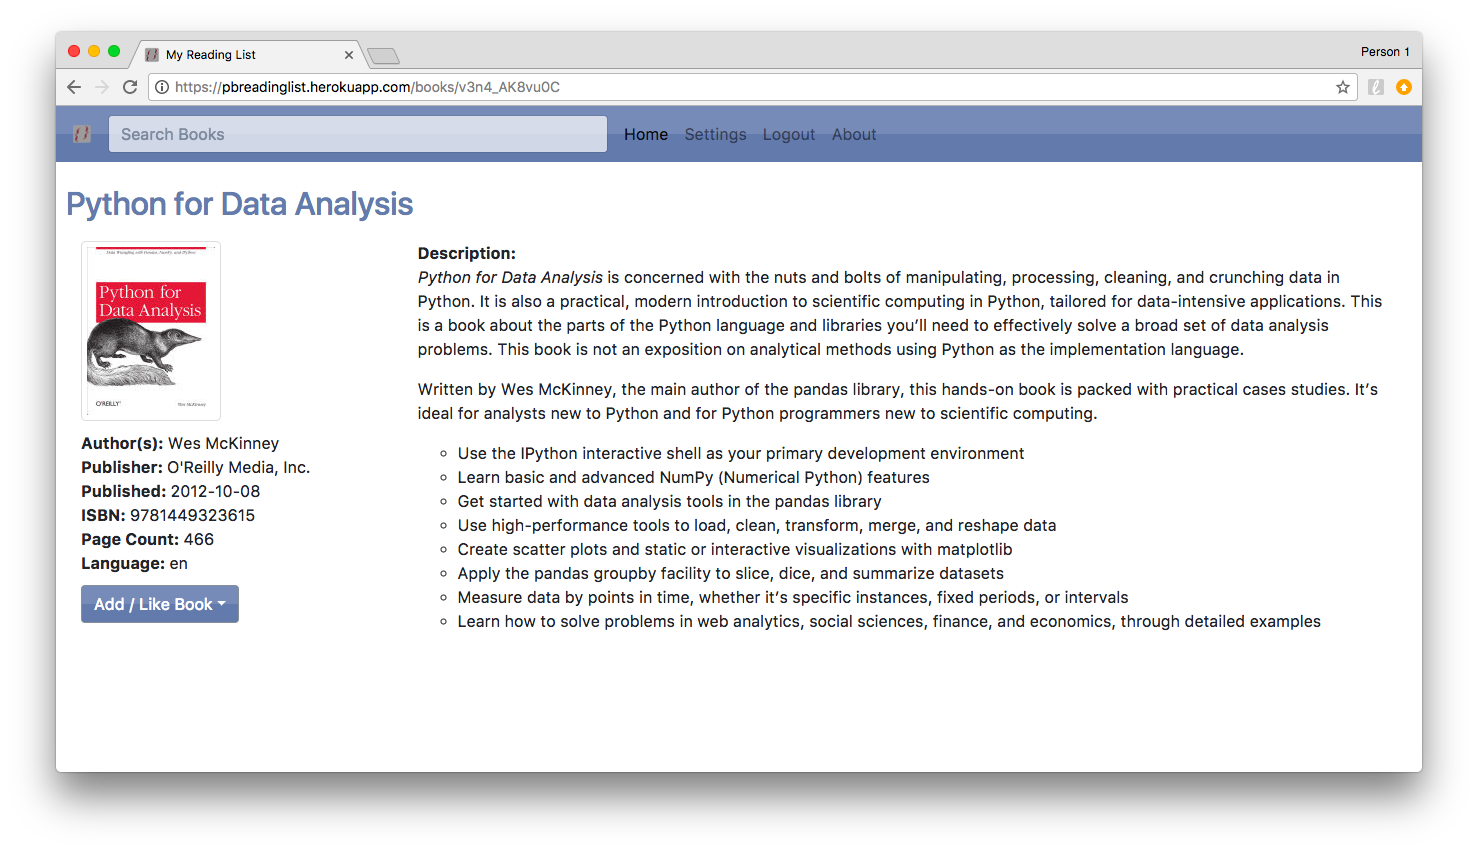 My Reading List
Person 1
https://pbreadinglist.herokuapp.com/books/v3n4_AK8vu0C
Search Books
Home
Settings
Logout
About
Python for Data Analysis
Data Wrangling with Pandas, NumPy, and IPython
Python for
Data Analysis
O'REILLY®
Wes McKinney
Author(s): Wes McKinney
Publisher: O'Reilly Media, Inc.
Published: 2012-10-08
ISBN: 9781449323615
Page Count: 466
Language: en
Add / Like Book
Description:
Python for Data Analysis is concerned with the nuts and bolts of manipulating, processing, cleaning, and crunching data in
Python. It is also a practical, modern introduction to scientific computing in Python, tailored for data-intensive applications. This
is a book about the parts of the Python language and libraries you’ll need to effectively solve a broad set of data analysis
problems. This book is not an exposition on analytical methods using Python as the implementation language.
Written by Wes McKinney, the main author of the pandas library, this hands-on book is packed with practical cases studies. It’s
ideal for analysts new to Python and for Python programmers new to scientific computing.
Use the IPython interactive shell as your primary development environment
Learn basic and advanced NumPy (Numerical Python) features
Get started with data analysis tools in the pandas library
Use high-performance tools to load, clean, transform, merge, and reshape data
Create scatter plots and static or interactive visualizations with matplotlib
Apply the pandas groupby facility to slice, dice, and summarize datasets
Measure data by points in time, whether it’s specific instances, fixed periods, or intervals
Learn how to solve problems in web analytics, social sciences, finance, and economics, through detailed examples